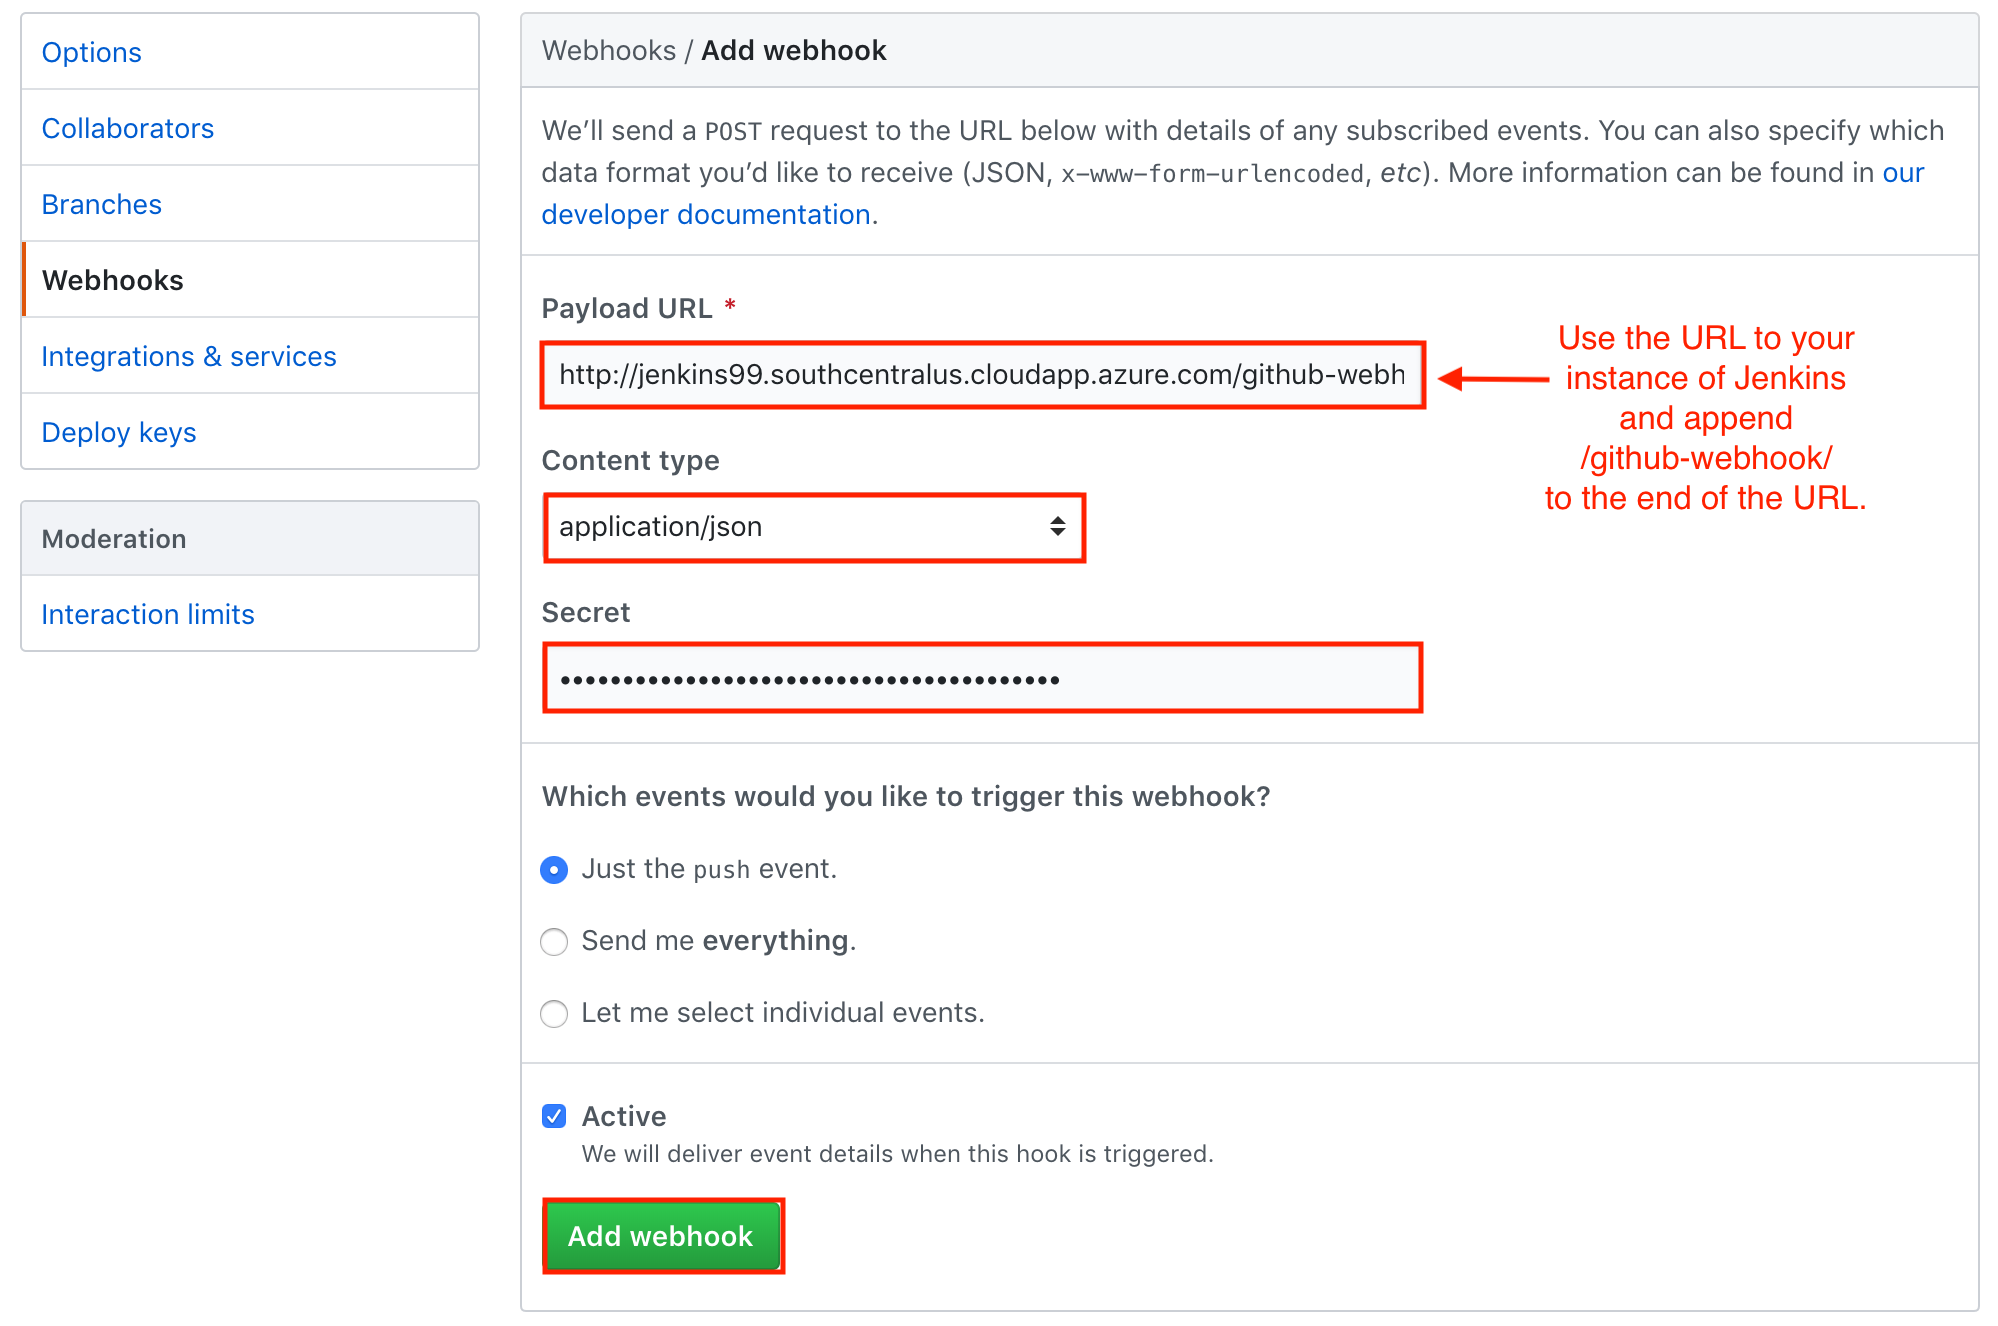 Options
Collaborators
Branches
Webhooks
Integrations & services
Deploy keys
Moderation
Interaction limits
Webhooks / Add webhook
We’ll send a POST request to the URL below with details of any subscribed events. You can also specify which
data format you’d like to receive (JSON, x-www-form-urlencoded, etc). More information can be found in our
developer documentation.
Payload URL *
http://jenkins99.southcentralus.cloudapp.azure.com/github-webh
Use the URL to your
instance of Jenkins
and append
/github-webhook/
to the end of the URL.
Content type
application/json
Secret
••••••••••••••••••••••••••••••••••••••••
Which events would you like to trigger this webhook?
Just the push event.
Send me everything.
Let me select individual events.
Active
We will deliver event details when this hook is triggered.
Add webhook